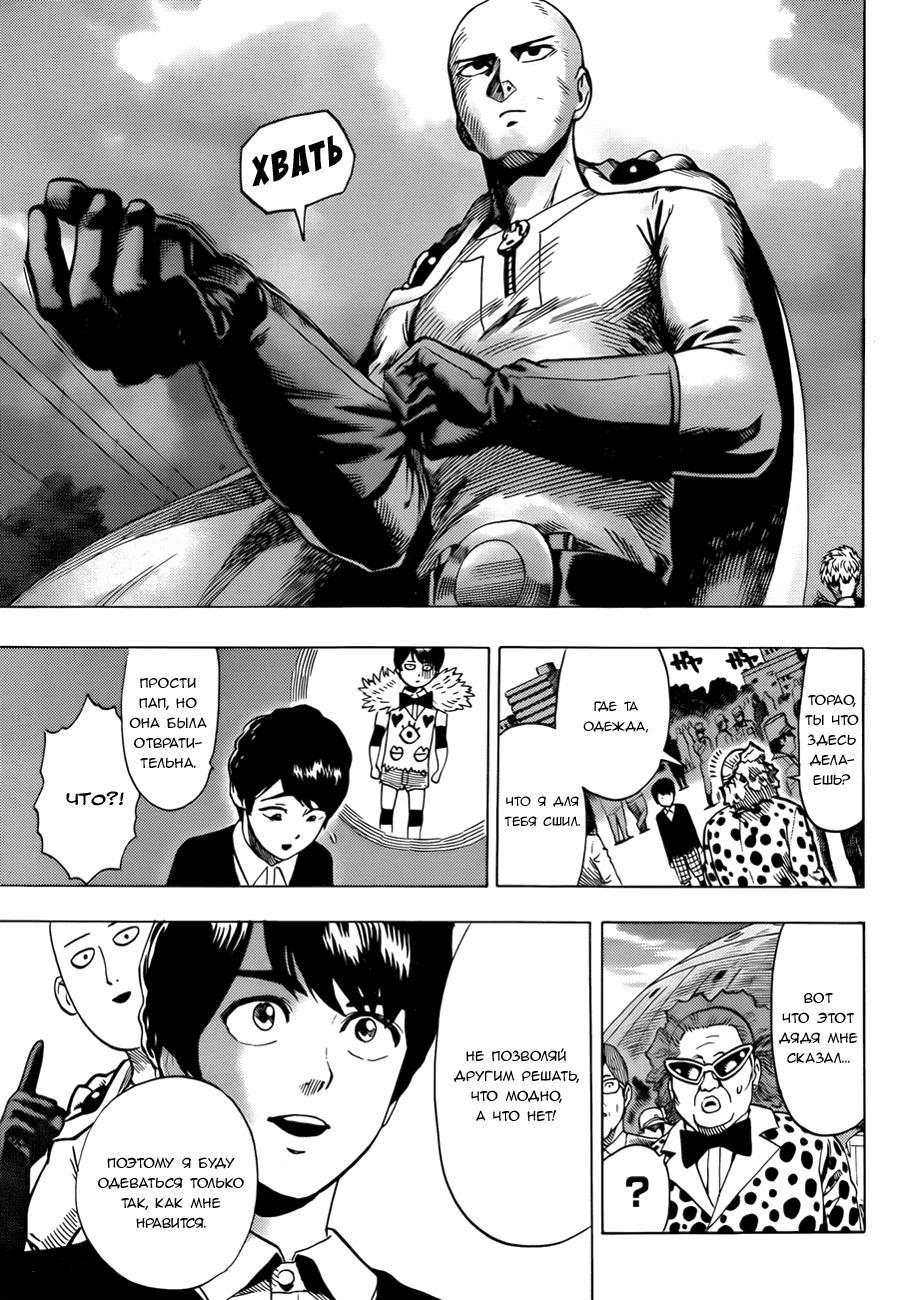 ХВАТЬ
ТОРАО,
ТЫ ЧТО
ЗДЕСЬ
ДЕЛА-
ЕШЬ?
ГДЕ ТА
ОДЕЖДА,
ЧТО Я ДЛЯ
ТЕБЯ СШИЛ.
ПРОСТИ
ПАП, НО
ОНА БЫЛА
ОТВРАТИ-
ТЕЛЬНА.
ЧТО?!
ВОТ
ЧТО ЭТОТ
ДЯДЯ МНЕ
СКАЗАЛ...
?
НЕ ПОЗВОЛЯЙ
ДРУГИМ РЕШАТЬ,
ЧТО МОДНО,
А ЧТО НЕТ!
ПОЭТОМУ Я БУДУ
ОДЕВАТЬСЯ ТОЛЬКО
ТАК, КАК МНЕ
НРАВИТСЯ.